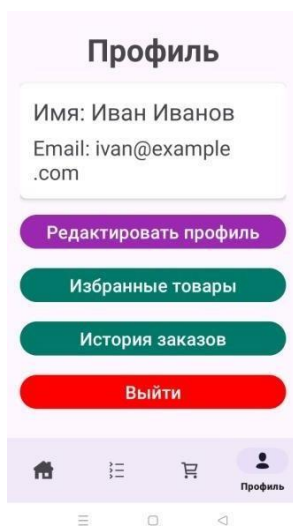 Профиль
Имя: Иван Иванов
Email: ivan@example
.com
Редактировать профиль
Избранные товары
История заказов
Выйти
Профиль